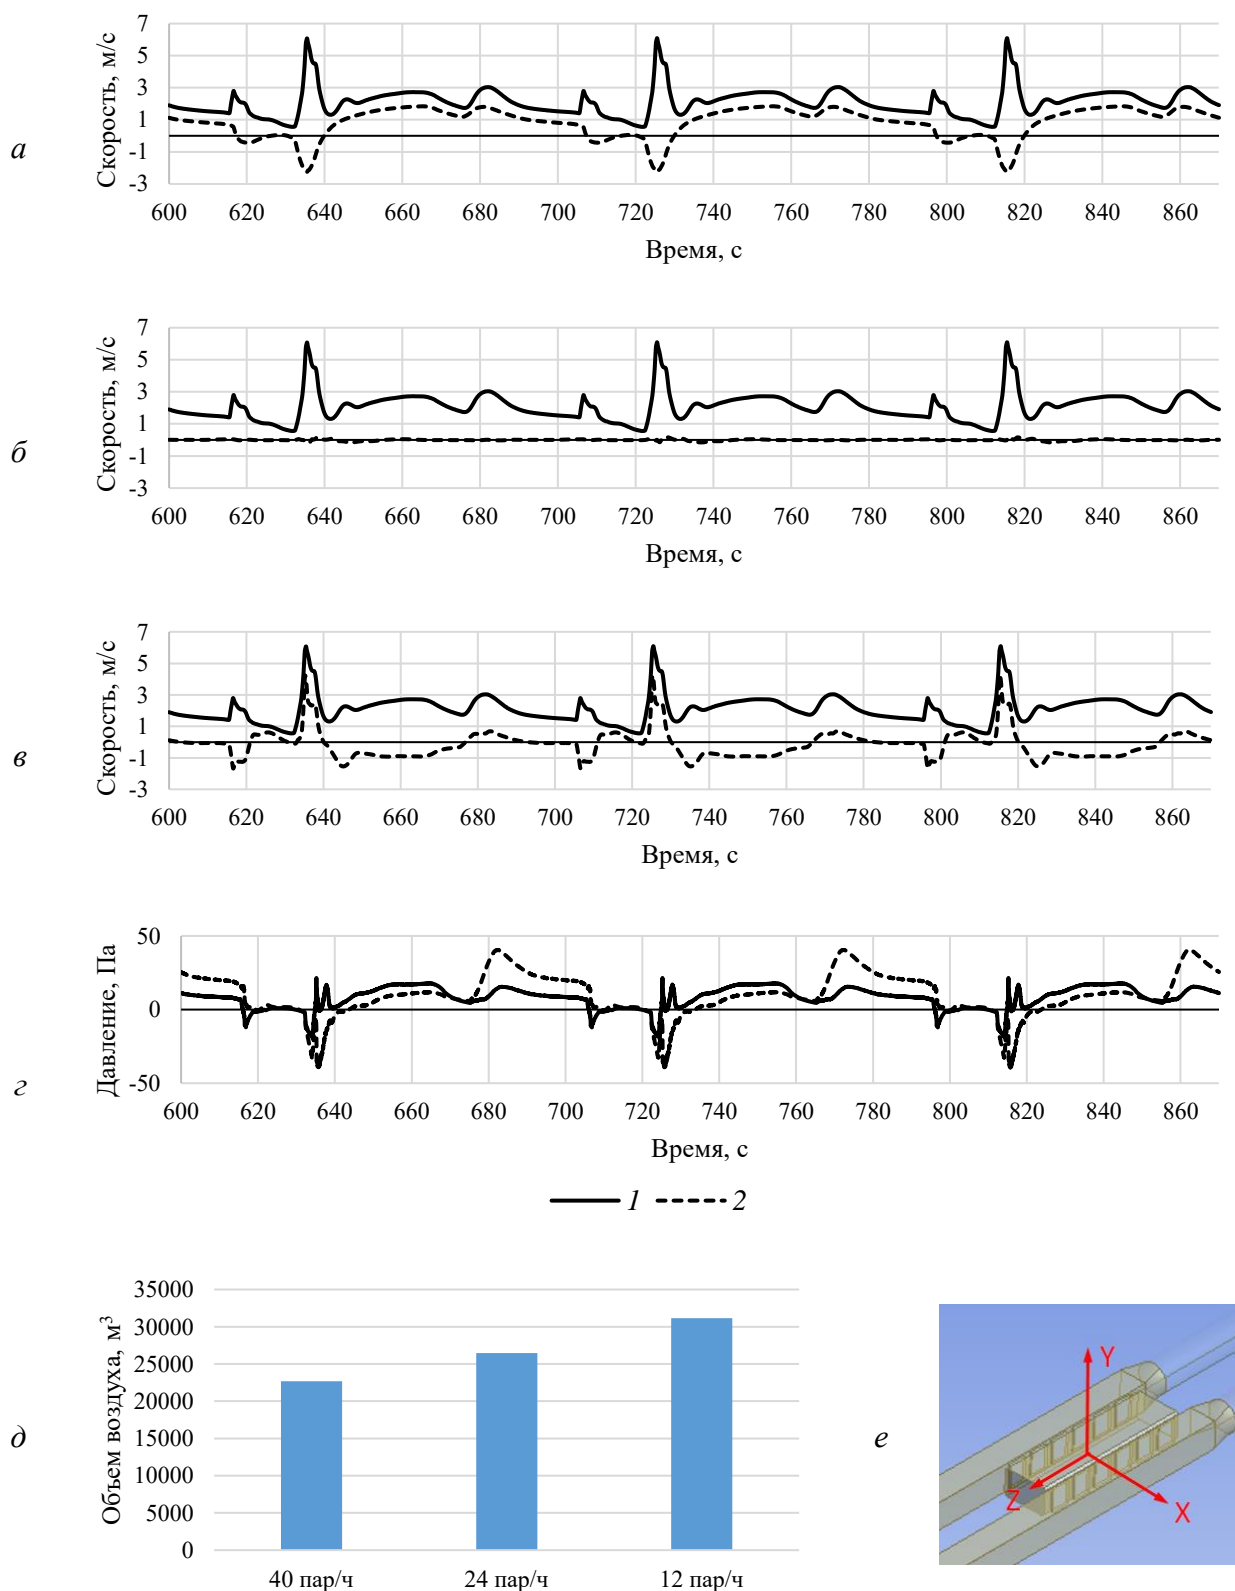 7
5
3
1
-1
-3
Скорость, м/с
600 620 640 660 680 700 720 740 760 780 800 820 840 860
Время, с
а
7
5
3
1
-1
-3
Скорость, м/с
600 620 640 660 680 700 720 740 760 780 800 820 840 860
Время, с
б
7
5
3
1
-1
-3
Скорость, м/с
600 620 640 660 680 700 720 740 760 780 800 820 840 860
Время, с
в
50
0
-50
Давление, Па
600 620 640 660 680 700 720 740 760 780 800 820 840 860
Время, с
г
1 2
35000
30000
25000
20000
15000
10000
5000
0
Объем воздуха, м³
40 пар/ч 24 пар/ч 12 пар/ч
д
е
Y
Z
X